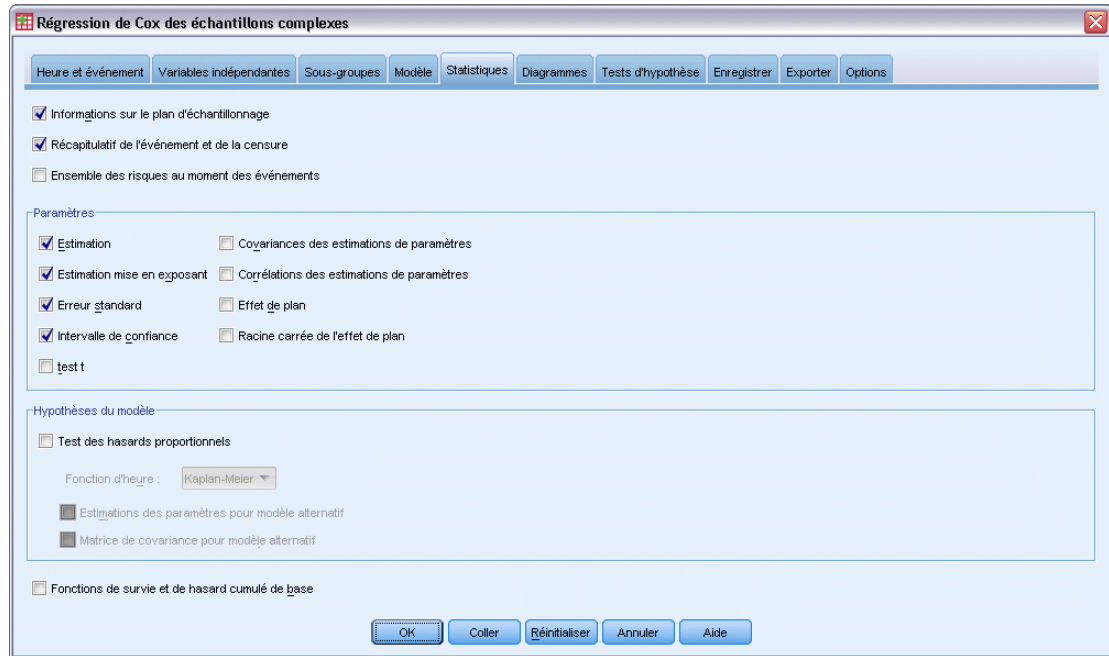 Régression de Cox des échantillons complexes
Heure et événement Variables indépendantes Sous-groupes Modèle Statistiques Diagrammes Tests d'hypothèse Enregistrer Exporter Options
Informations sur le plan d'échantillonnage
Récapitulatif de l'événement et de la censure
Ensemble des risques au moment des événements
Paramètres
Estimation Covariances des estimations de paramètres
Estimation mise en exposant Corrélations des estimations de paramètres
Erreur standard Effet de plan
Intervalle de confiance Racine carrée de l'effet de plan
test t
Hypothèses du modèle
Test des hasards proportionnels
Fonction d'heure : Kaplan-Meier
Estimations des paramètres pour modèle alternatif
Matrice de covariance pour modèle alternatif
Fonctions de survie et de hasard cumulé de base
OK Coller Réinitialiser Annuler Aide